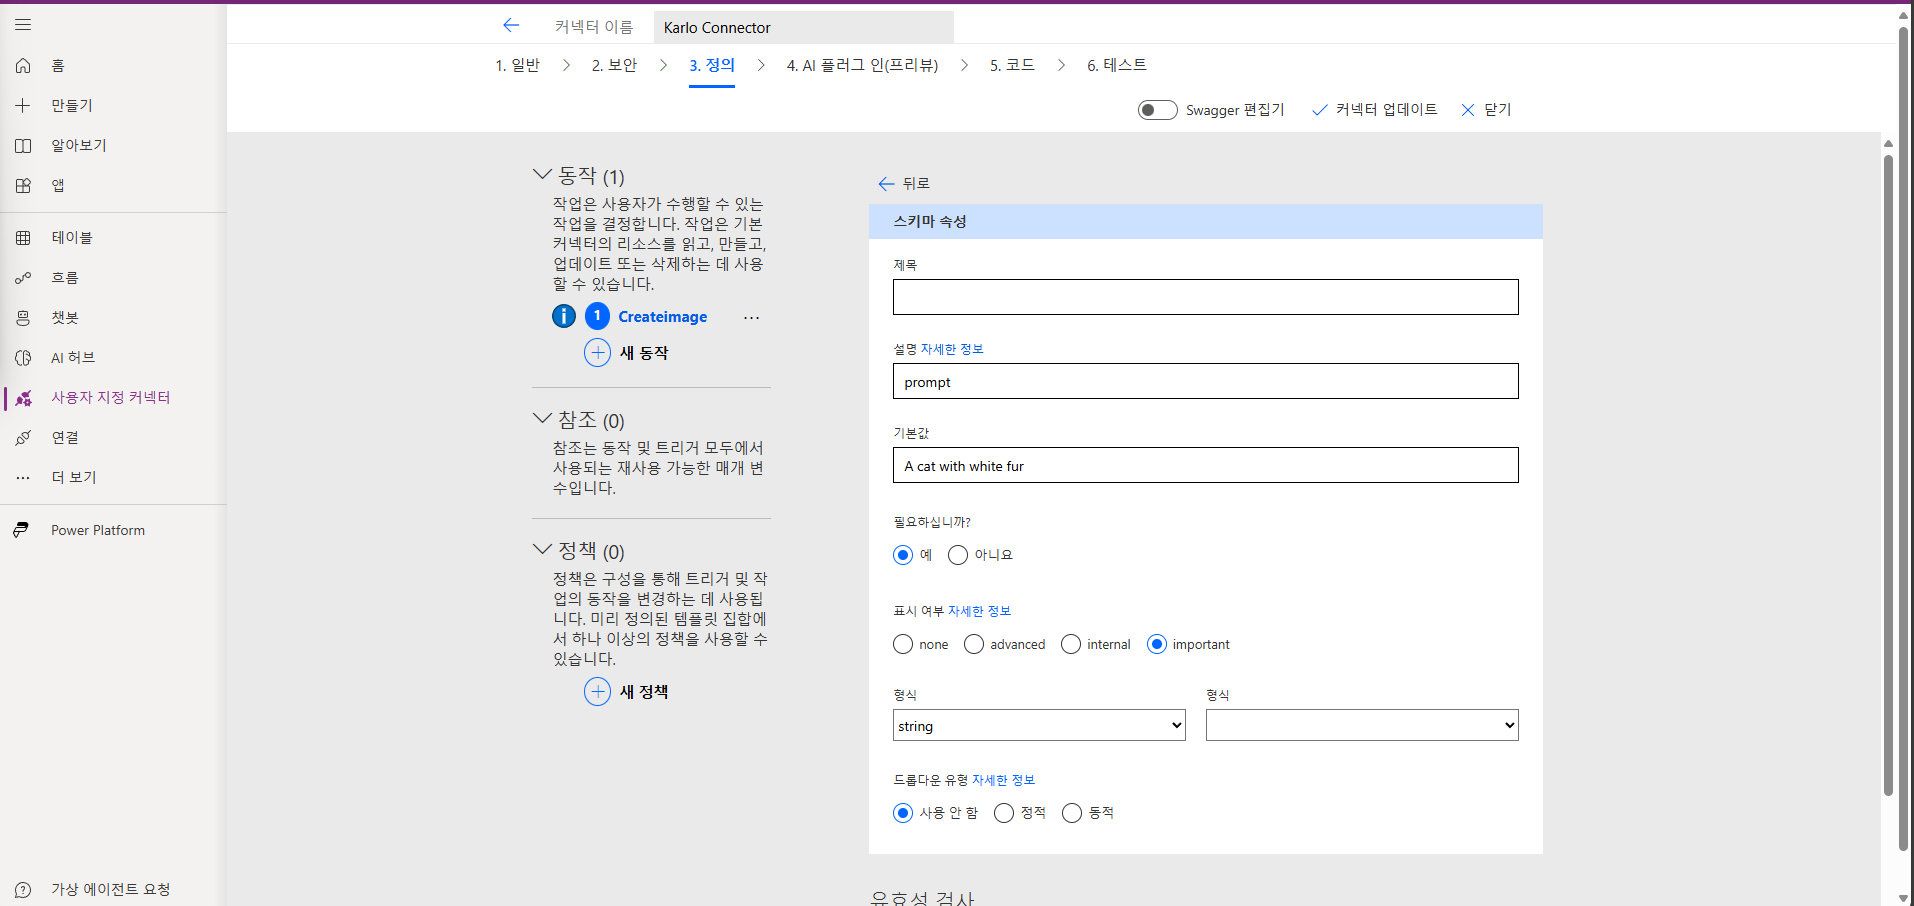 커넥터 이름
Karlo Connector
1. 일반
2. 보안
3. 정의
4. AI 플러그 인(프리뷰)
5. 코드
6. 테스트
Swagger 편집기
커넥터 업데이트
닫기
홈
만들기
알아보기
앱
테이블
흐름
챗봇
AI 허브
사용자 지정 커넥터
연결
더 보기
Power Platform
가상 에이전트 요청
동작 (1)
작업은 사용자가 수행할 수 있는
작업을 결정합니다. 작업은 기본
커넥터의 리소스를 읽고, 만들고,
업데이트 또는 삭제하는 데 사용
할 수 있습니다.
1 Createimage
새 동작
참조 (0)
참조는 동작 및 트리거 모두에서
사용되는 재사용 가능한 매개 변
수입니다.
정책 (0)
정책은 구성을 통해 트리거 및 작
업의 동작을 변경하는 데 사용됩
니다. 미리 정의된 템플릿 집합에
서 하나 이상의 정책을 사용할 수
있습니다.
새 정책
뒤로
스키마 속성
제목
설명 자세한 정보
prompt
기본값
A cat with white fur
필요하십니까?
예 아니요
표시 여부 자세한 정보
none advanced internal important
형식 형식
string
드롭다운 유형 자세한 정보
사용 안 함 정적 동적
유효성 검사